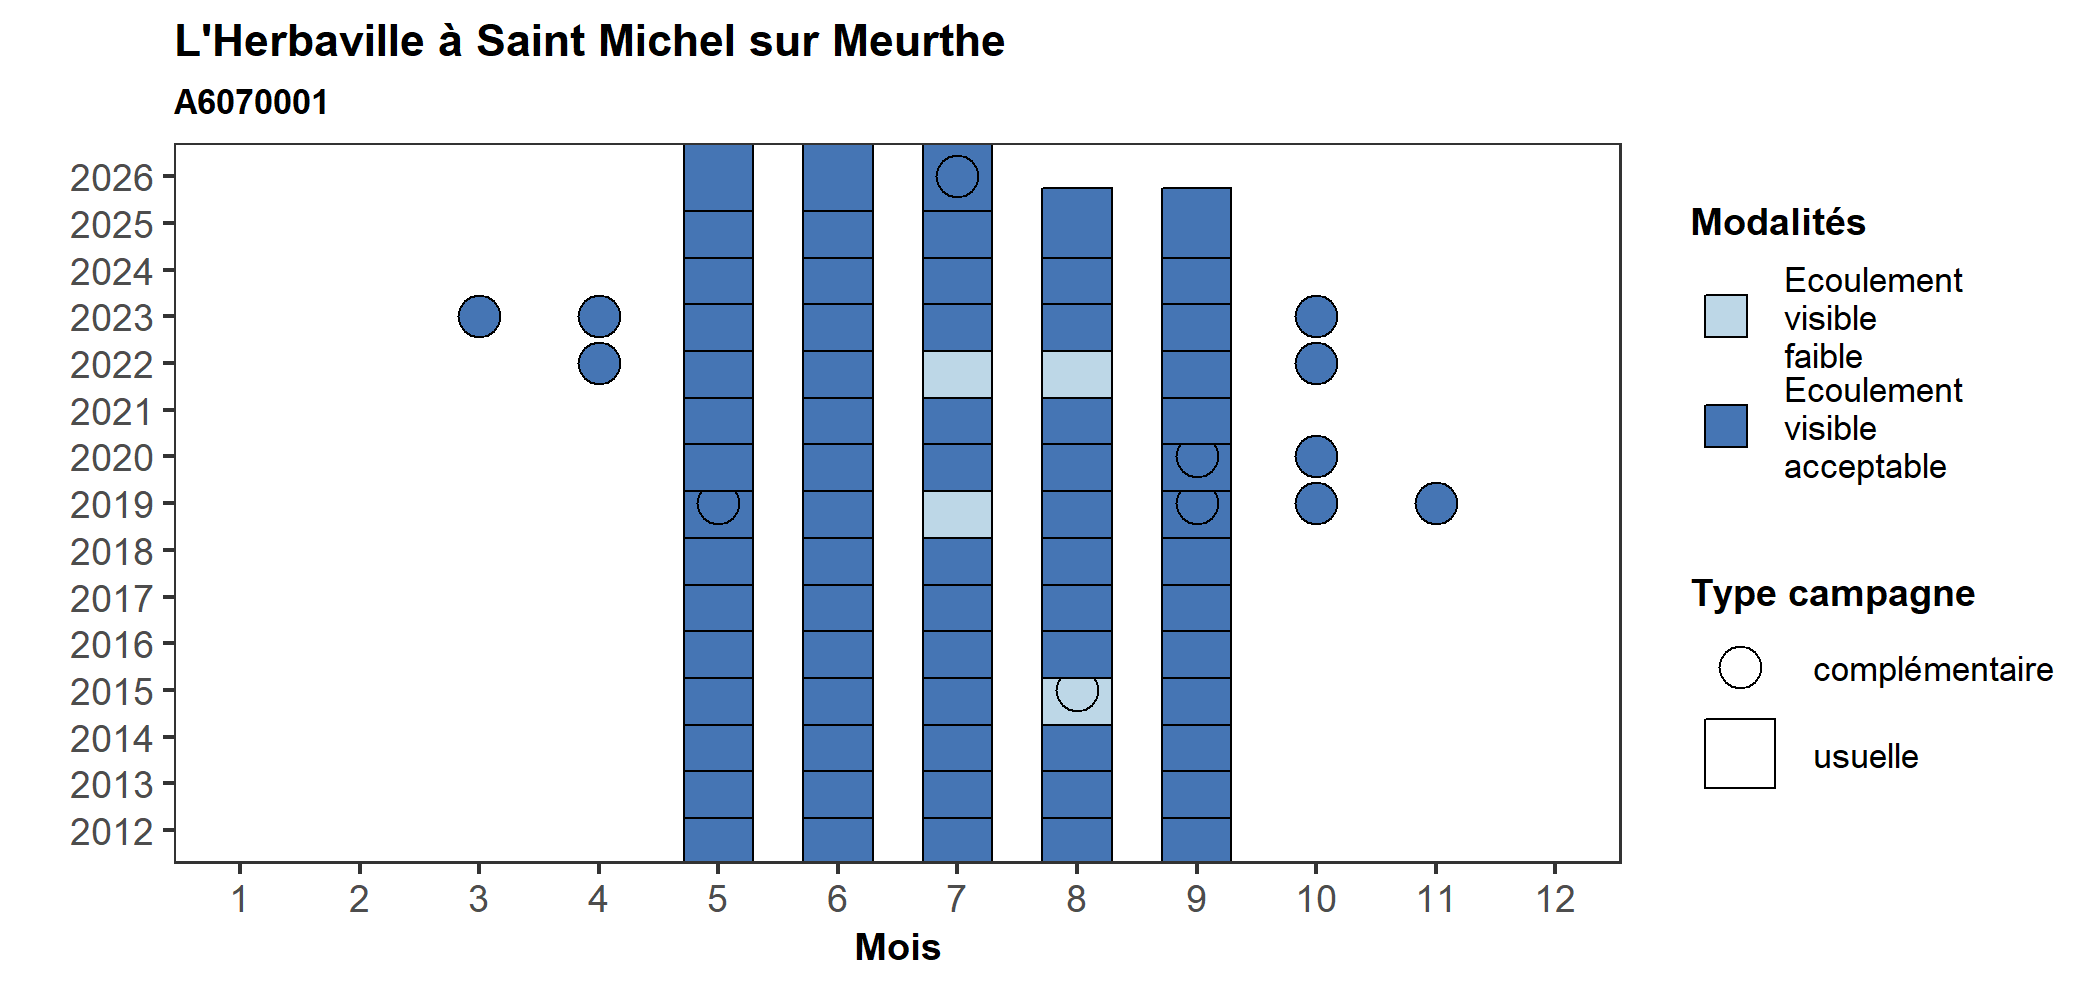 L'Herbaville à Saint Michel sur Meurthe
A6070001
2026
2025
2024
2023
2022
2021
2020
2019
2018
2017
2016
2015
2014
2013
2012
1 2 3 4 5 6 7 8 9 10 11 12
Mois
Modalités
Ecoulement
visible
faible
Ecoulement
visible
acceptable
Type campagne
complémentaire
usuelle